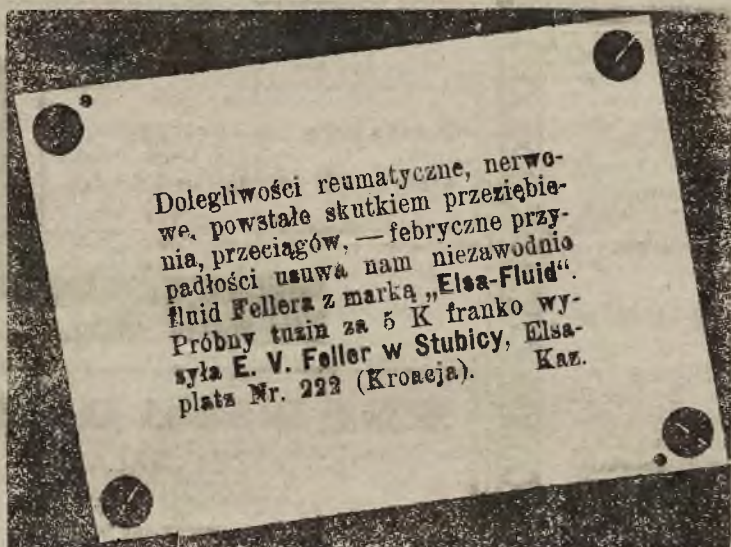 Dolegliwości reumatyczne, nerwo-
we, powstałe skutkiem przeziębie-
nia, przeciągów, — febryczne przy-
padłości usuwa nam niezawodnie
fluid Fellera z marką „Elsa-Fluid“.
Próbny tuzin za 5 K franko wy-
syła E. V. Feller w Stubicy, Elsa-
platz Nr. 222 (Kroacja). Kaz.